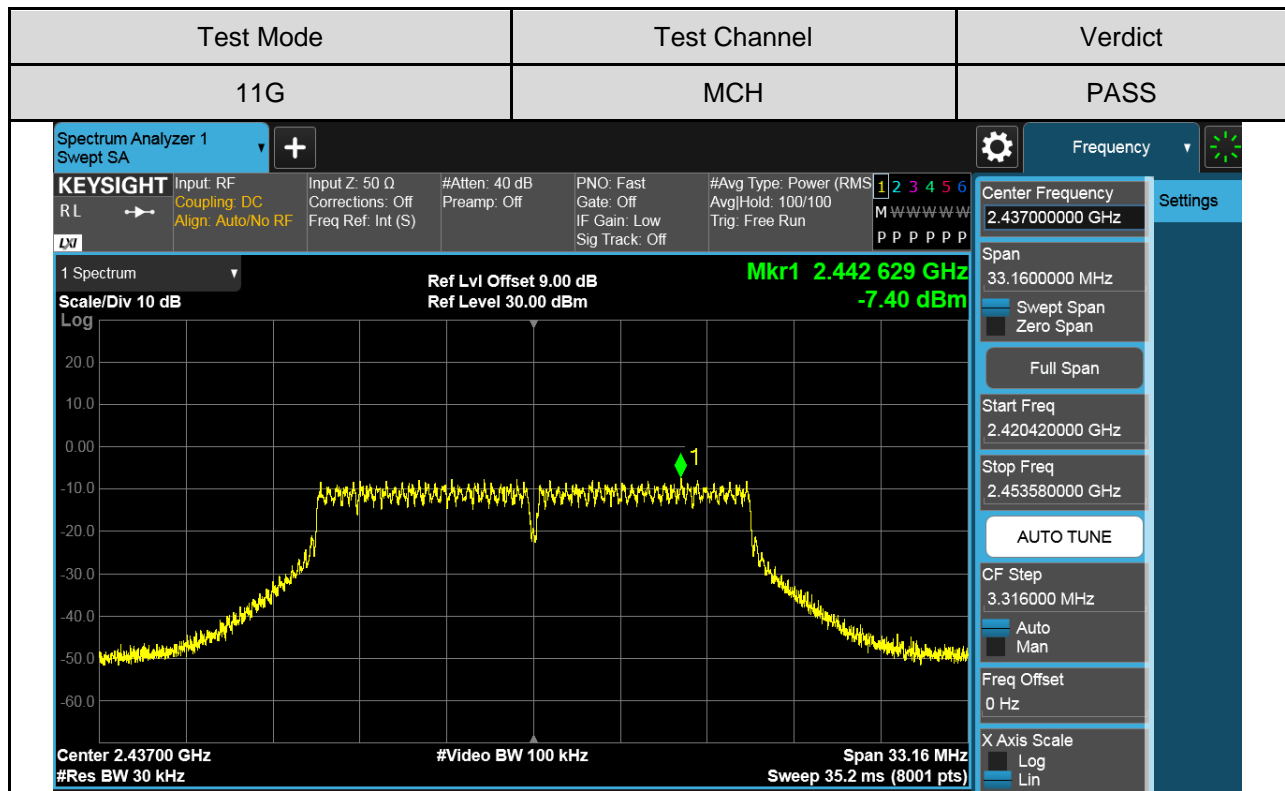 Test Mode Test Channel Verdict
11G MCH PASS
Spectrum Analyzer 1
Swept SA
+
Frequency
KEYSIGHT
R L
LXI
Input: RF
Coupling: DC
Align: Auto/No RF
Input Z: 50 Ω
Corrections: Off
Freq Ref: Int (S)
#Atten: 40 dB
Preamp: Off
PNO: Fast
Gate: Off
IF Gain: Low
Sig Track: Off
#Avg Type: Power (RMS
Avg|Hold: 100/100
Trig: Free Run
1 2 3 4 5 6
M W W W W W
P P P P P P
1 Spectrum
Scale/Div 10 dB
Log
Ref Lvl Offset 9.00 dB
Ref Level 30.00 dBm
Mkr1 2.442 629 GHz
-7.40 dBm
20.0
10.0
0.00
-10.0
-20.0
-30.0
-40.0
-50.0
-60.0
1
Center 2.43700 GHz
#Res BW 30 kHz
#Video BW 100 kHz
Span 33.16 MHz
Sweep 35.2 ms (8001 pts)
Center Frequency
2.437000000 GHz
Span
33.1600000 MHz
Swept Span
Zero Span
Full Span
Start Freq
2.420420000 GHz
Stop Freq
2.453580000 GHz
AUTO TUNE
CF Step
3.316000 MHz
Auto
Man
Freq Offset
0 Hz
X Axis Scale
Log
Lin
Settings